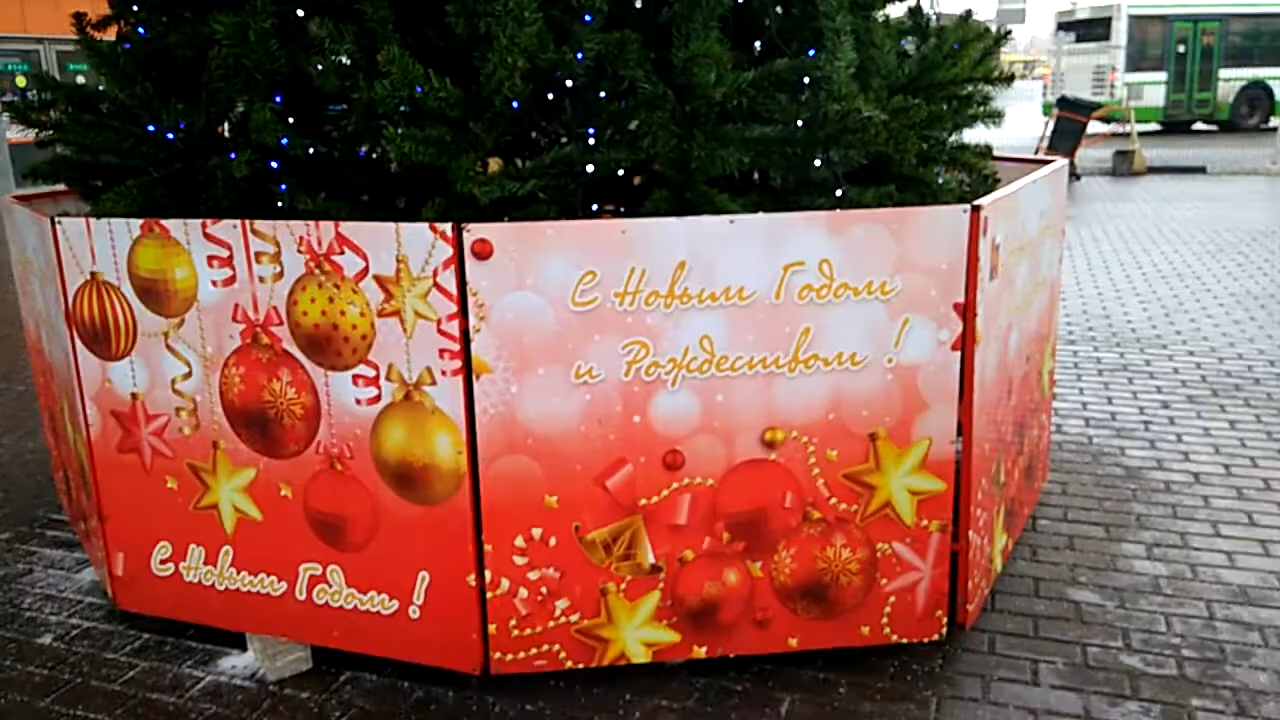 С Новым Годом !
С Новым Годом
и Рождеством !